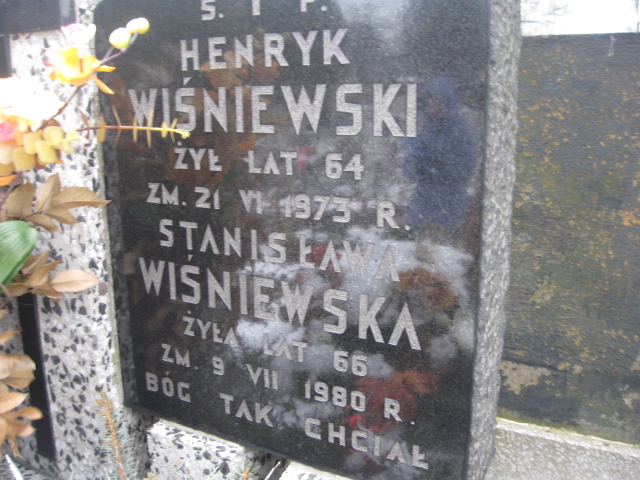 Ś. † P.
HENRYK
WIŚNIEWSKI
ŻYŁ LAT 64
ZM. 21 VI 1973 R.
STANISŁAWA
WIŚNIEWSKA
ŻYŁA LAT 66
ZM. 9 VII 1980 R.
BÓG TAK CHCIAŁ